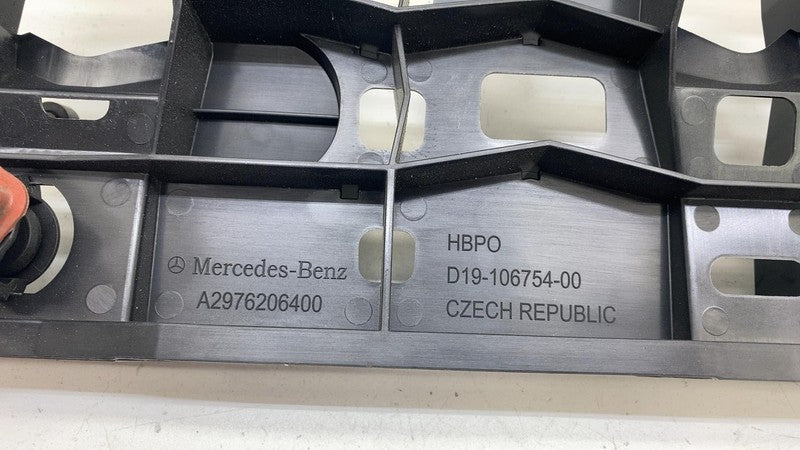 Mercedes-Benz
A2976206400
HBPO
D19-106754-00
CZECH REPUBLIC